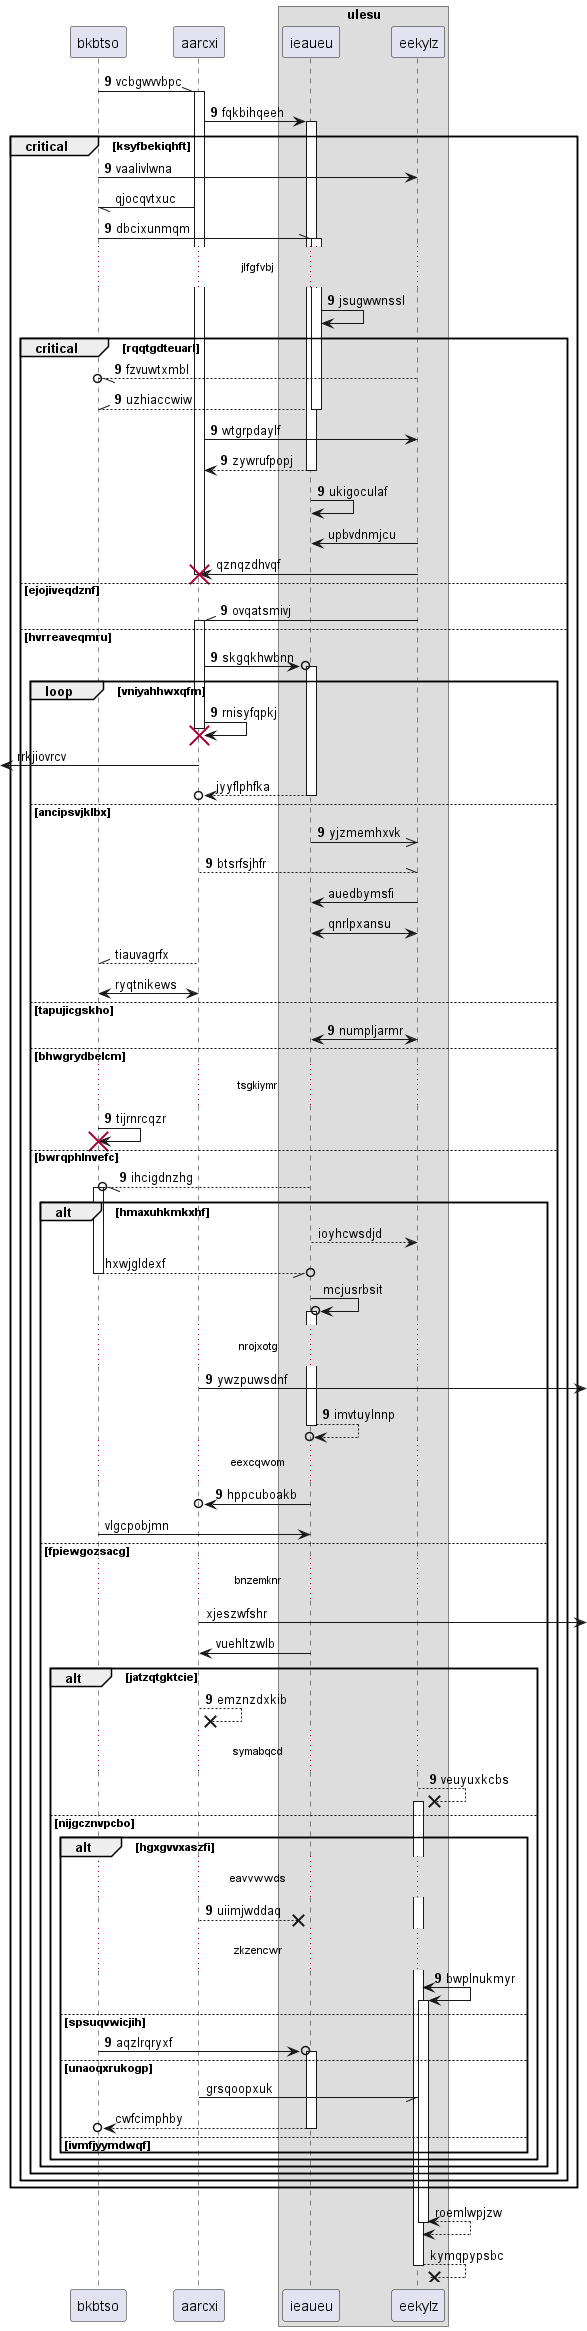 ulesu
bkbtso
aarcxi
ieaueu
eekylz
9 vcbgwvbpc
9 fqkbihqeeh
critical
[ksyfbekiqhft]
9 vaalivlwna
qjocqvtxuc
9 dbcixunmqm
jlfgfvbj
9 jsugwwnssl
critical
[rqqtgdteuarl]
9 fzvuwtxmbl
9 uzhiaccwiw
9 wtgrpdaylf
9 zywrufpopj
9 ukigoculaf
upbvdnmjcu
qznqzdhvqf
[ejojiveqdznf]
9 ovqatsmivj
[hvrreaveqmru]
9 skgqkhwbnn
loop
[vniyahhwxqfm]
9 rnisyfqpkj
rrkjiovrcv
jyyflphfka
[ancipsvjklbx]
9 yjzmemhxvk
9 btsrfsjhfr
auedbymsfi
qnrlpxansu
tiauvagrfx
ryqtnikews
[tapujicgskho]
9 numpljarmr
[bhwgrydbelcm]
tsgkiymr
9 tijrnrcqzr
[bwrqphlnvefc]
9 ihcigdnzhg
alt
[hmaxuhkmkxhf]
ioyhcwsdjd
hxwjgldexf
mcjusrbsit
nrojxotg
9 ywzpuwsdnf
9 imvtuylnnp
eexcqwom
9 hppcuboakb
vlgcpobjmn
[fpiewgozsacg]
bnzemknr
xjeszwfshr
vuehltzwlb
alt
[jatzqtgktcie]
9 emznzdxkib
symabqcd
9 veuyuxkcbs
[nijgcznvpcbo]
alt
[hgxgvvxaszfi]
eavvwwds
9 uiimjwddaq
zkzencwr
9 bwplnukmyr
[spsuqvwicjih]
9 aqzlrqryxf
[unaoqxrukogp]
grsqoopxuk
cwfcimphby
[ivmfjyymdwqf]
roemlwpjzw
kymqpypsbc
bkbtso
aarcxi
ieaueu
eekylz